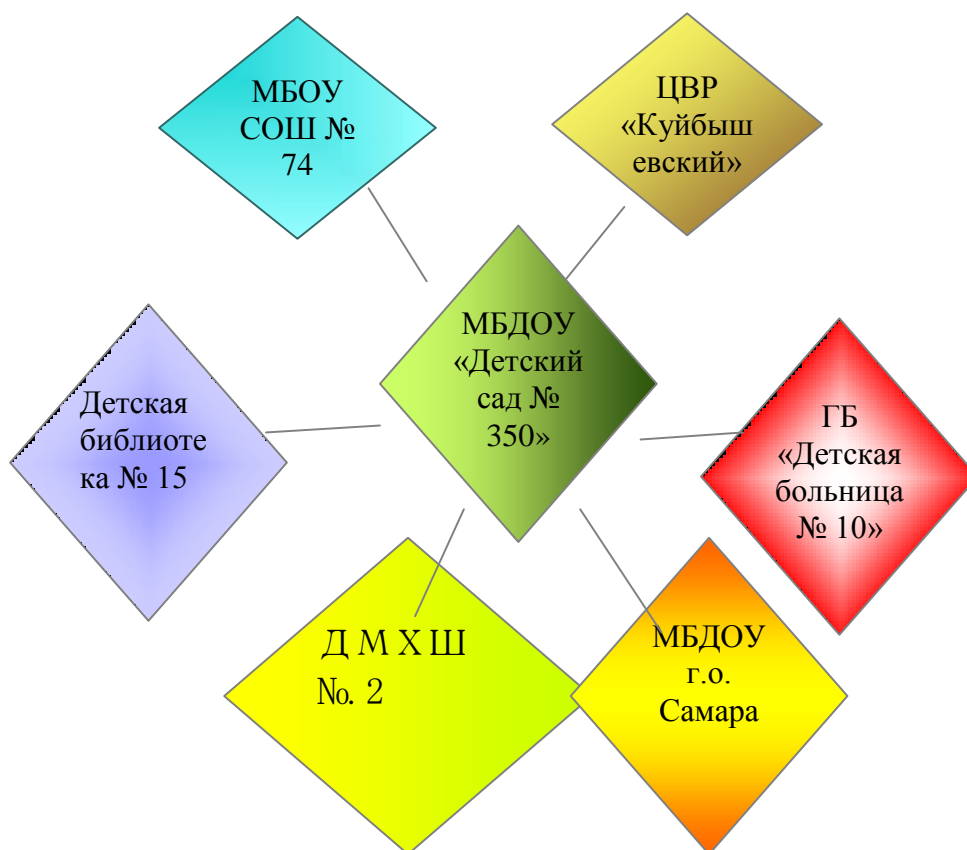 МБОУ
СОШ №
74
ЦВР
«Куйбыш
евский»
МБДОУ
«Детский
сад №
350»
Детская
библиоте
ка № 15
ГБ
«Детская
больница
№ 10»
Д М Х Ш
№. 2
МБДОУ
г.о.
Самара